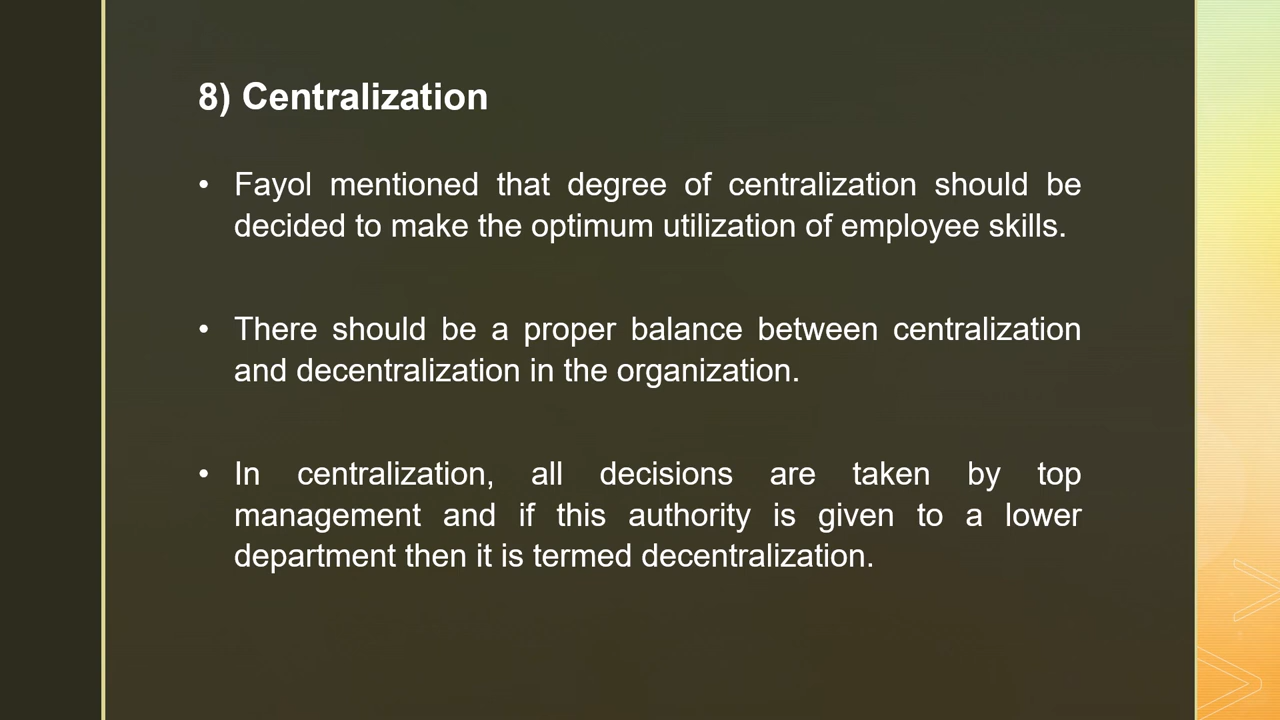 8) Centralization
• Fayol mentioned that degree of centralization should be
decided to make the optimum utilization of employee skills.
• There should be a proper balance between centralization
and decentralization in the organization.
• In centralization, all decisions are taken by top
management and if this authority is given to a lower
department then it is termed decentralization.